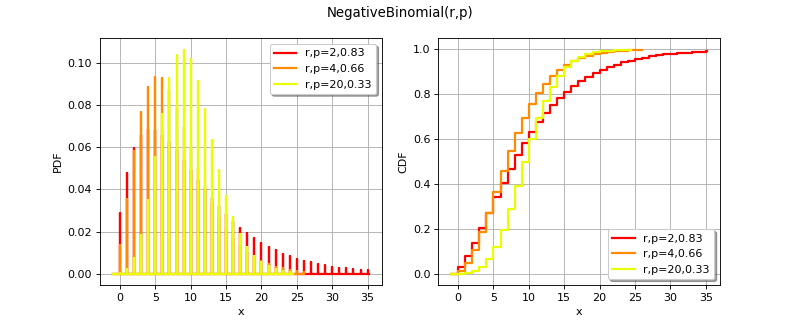 NegativeBinomial(r,p)
PDF
0.10
0.08
0.06
0.04
0.02
0.00
r,p=2,0.83
r,p=4,0.66
r,p=20,0.33
0 5 10 15 20 25 30 35
x
CDF
1.0
0.8
0.6
0.4
0.2
0.0
r,p=2,0.83
r,p=4,0.66
r,p=20,0.33
0 5 10 15 20 25 30 35
x